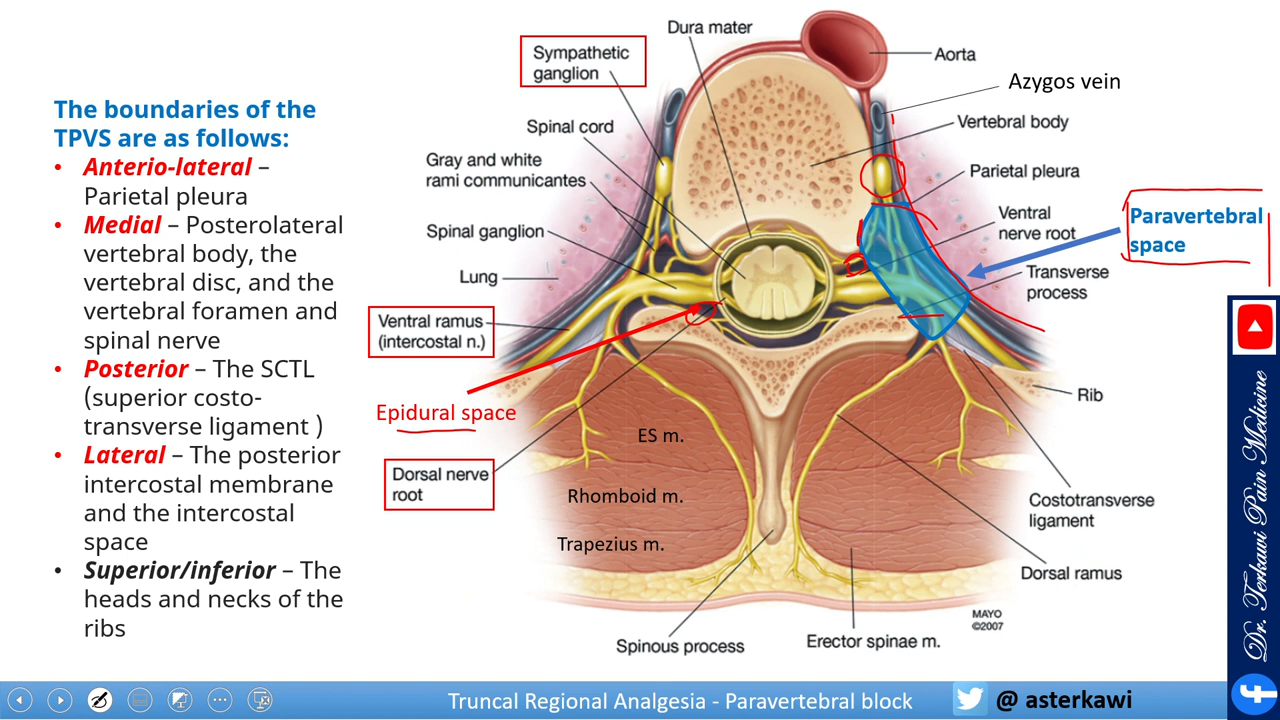 The boundaries of the
TPVS are as follows:
• Anterio-lateral –
Parietal pleura
• Medial – Posterolateral
vertebral body, the
vertebral disc, and the
vertebral foramen and
spinal nerve
• Posterior – The SCTL
(superior costo-
transverse ligament )
• Lateral – The posterior
intercostal membrane
and the intercostal
space
• Superior/inferior – The
heads and necks of the
ribs
Dura mater
Sympathetic
ganglion
Spinal cord
Gray and white
rami communicantes
Spinal ganglion
Lung
Ventral ramus
(intercostal n.)
Epidural space
Dorsal nerve
root
ES m.
Rhomboid m.
Trapezius m.
Spinous process
Erector spinae m.
Aorta
Azygos vein
Vertebral body
Parietal pleura
Ventral
nerve root
Paravertebral
space
Transverse
process
Rib
Costotransverse
ligament
Dorsal ramus
MAYO
©2007
Dr. Terkawi Pain Medicine
Truncal Regional Analgesia - Paravertebral block
@ asterkawi